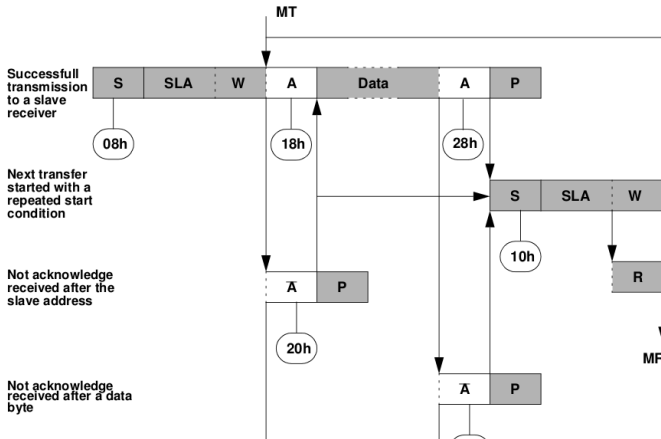 MT
Successfull
transmission
to a slave
receiver
S SLA W A Data A P
08h 18h 28h
Next transfer
started with a
repeated start
condition
S SLA W
10h
Not acknowledge
received after the
slave address
A̅ P
R
20h
MF
Not acknowledge
received after a data
byte
A̅ P